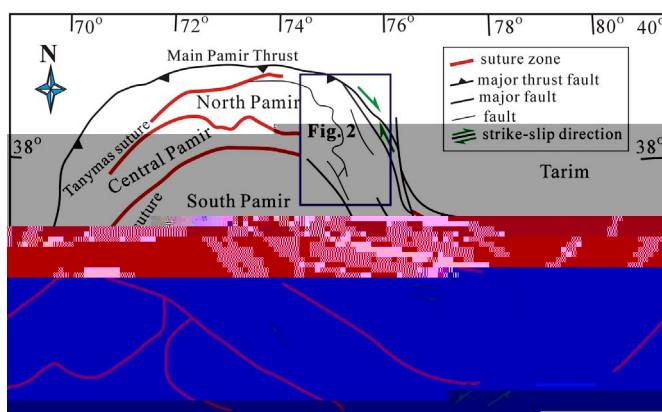 70° 72° 74° 76° 78° 80° 40°
N
Main Pamir Thrust
suture zone
major thrust fault
major fault
fault
strike-slip direction
North Pamir
Fig. 2
Tanymas suture
Central Pamir
38°
38°
Tarim
South Pamir
suture